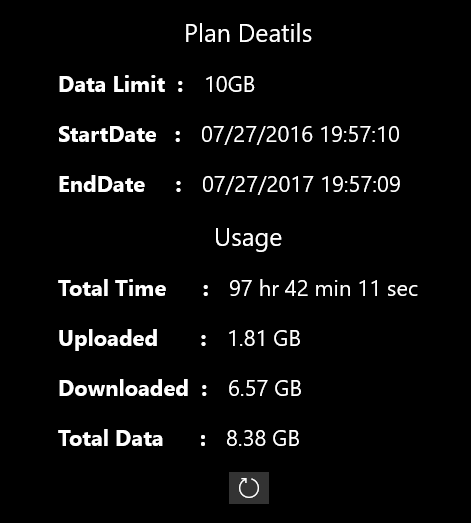 Plan Deatils
Data Limit : 10GB
StartDate : 07/27/2016 19:57:10
EndDate : 07/27/2017 19:57:09
Usage
Total Time : 97 hr 42 min 11 sec
Uploaded : 1.81 GB
Downloaded : 6.57 GB
Total Data : 8.38 GB